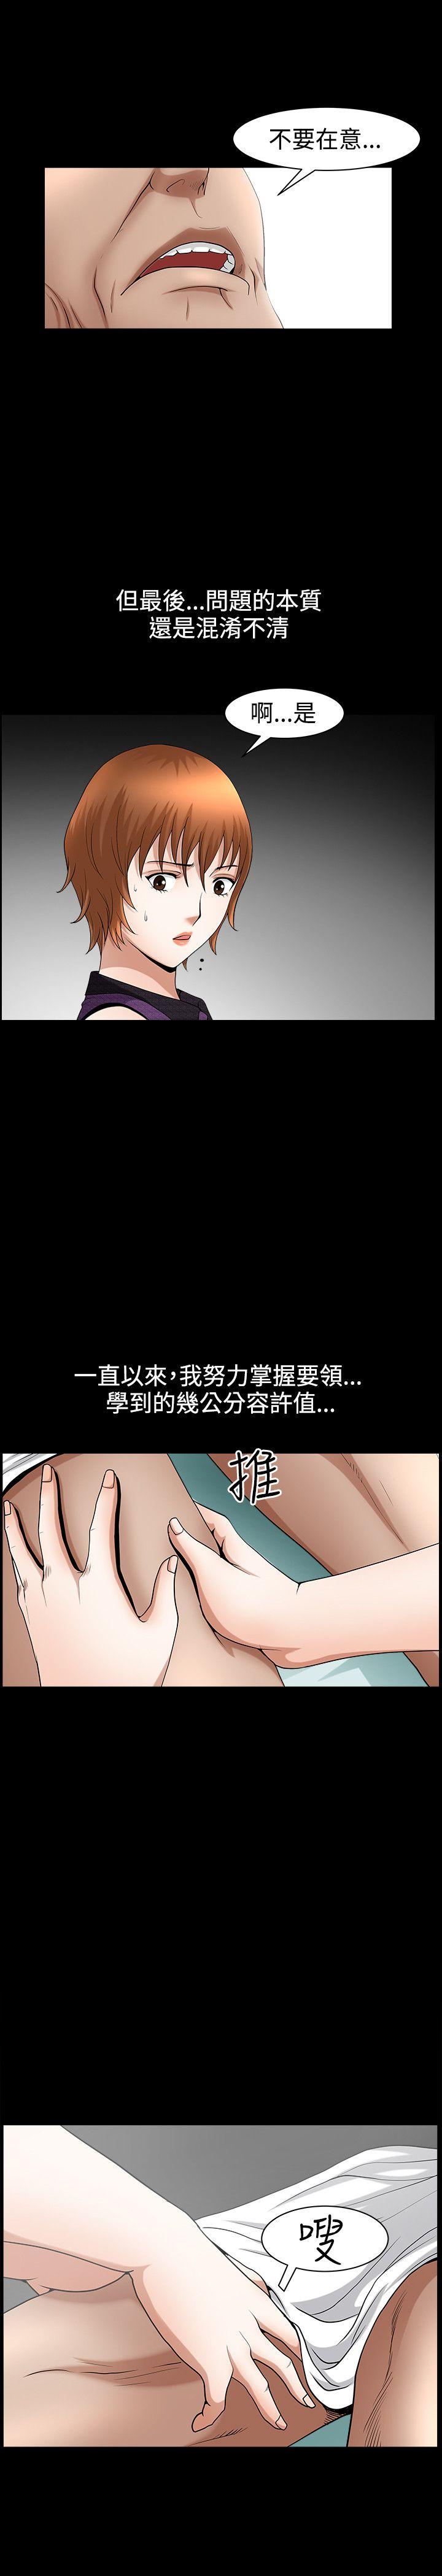 不要在意...
但最後...問題的本質
還是混淆不清
啊...是
一直以來,我努力掌握要領...
學到的幾公分容許值...
推
嗖